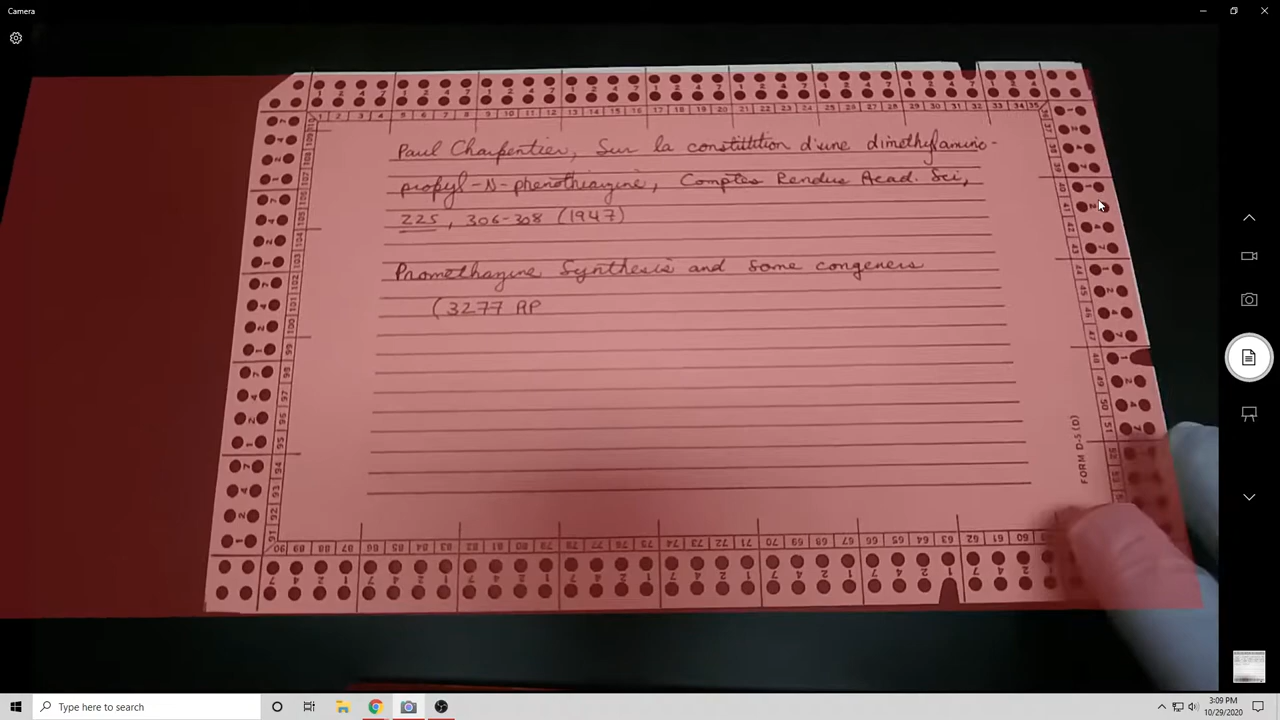 Camera
Paul Charpentier, Sur la constitution d'une dimethylamino-
propyl-N-phenothiazine, Comptes Rendus Acad. Sci,
225, 306-308 (1947)
Promethazine Synthesis and some congeners
(3277 RP
FORM D-5 (D)
Type here to search
3:09 PM
10/29/2020